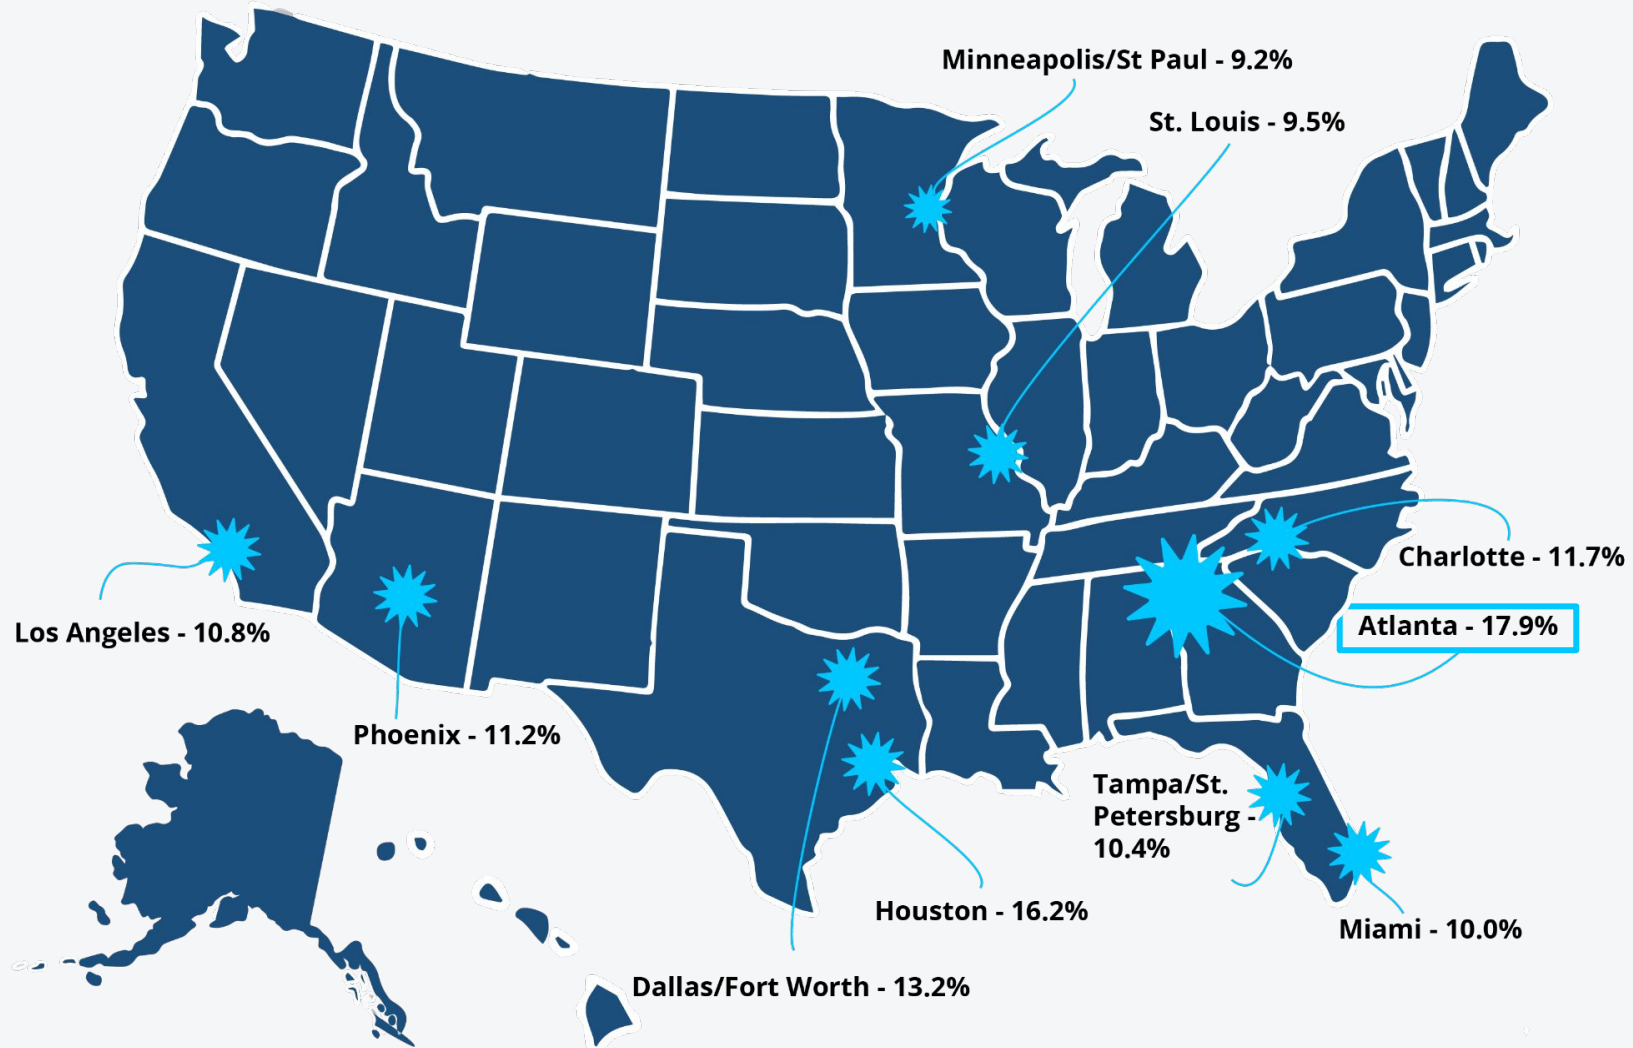 Minneapolis/St Paul - 9.2%
St. Louis - 9.5%
Charlotte - 11.7%
Atlanta - 17.9%
Los Angeles - 10.8%
Phoenix - 11.2%
Tampa/St.
Petersburg -
10.4%
Houston - 16.2%
Miami - 10.0%
Dallas/Fort Worth - 13.2%